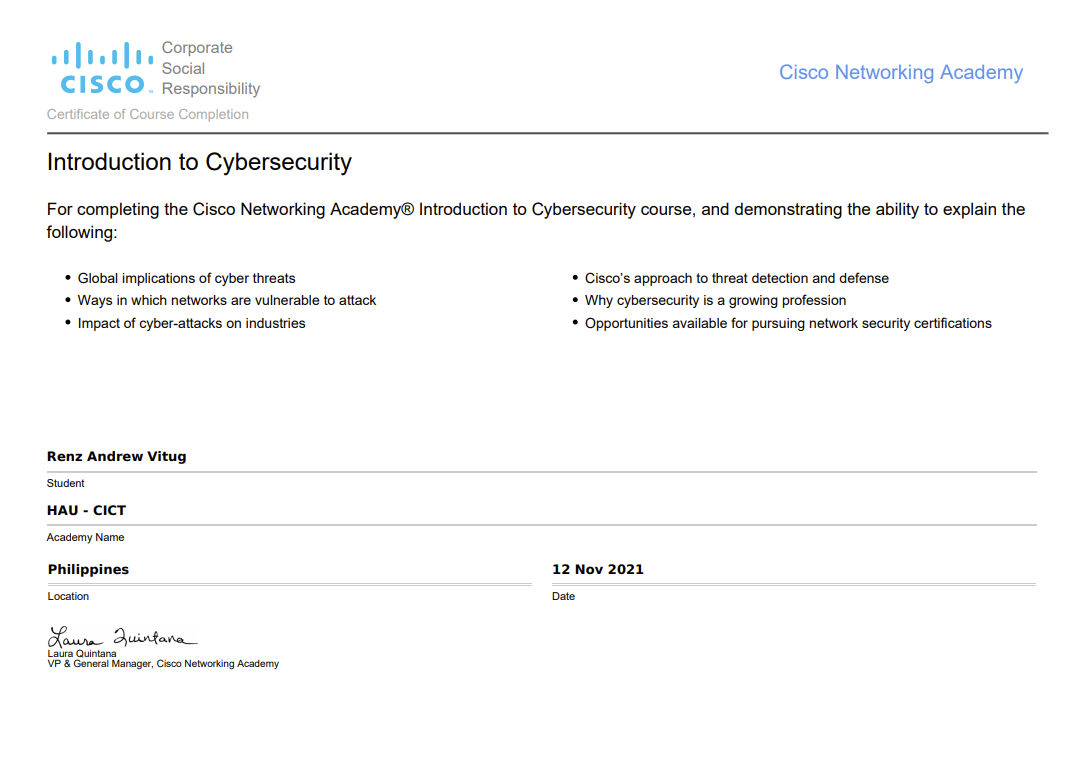 Corporate
Social
Responsibility
CISCO™
Cisco Networking Academy
Certificate of Course Completion
Introduction to Cybersecurity
For completing the Cisco Networking Academy® Introduction to Cybersecurity course, and demonstrating the ability to explain the
following:
• Global implications of cyber threats
• Ways in which networks are vulnerable to attack
• Impact of cyber-attacks on industries
• Cisco’s approach to threat detection and defense
• Why cybersecurity is a growing profession
• Opportunities available for pursuing network security certifications
Renz Andrew Vitug
Student
HAU - CICT
Academy Name
Philippines
Location
12 Nov 2021
Date
Laura Quintana
Laura Quintana
VP & General Manager, Cisco Networking Academy